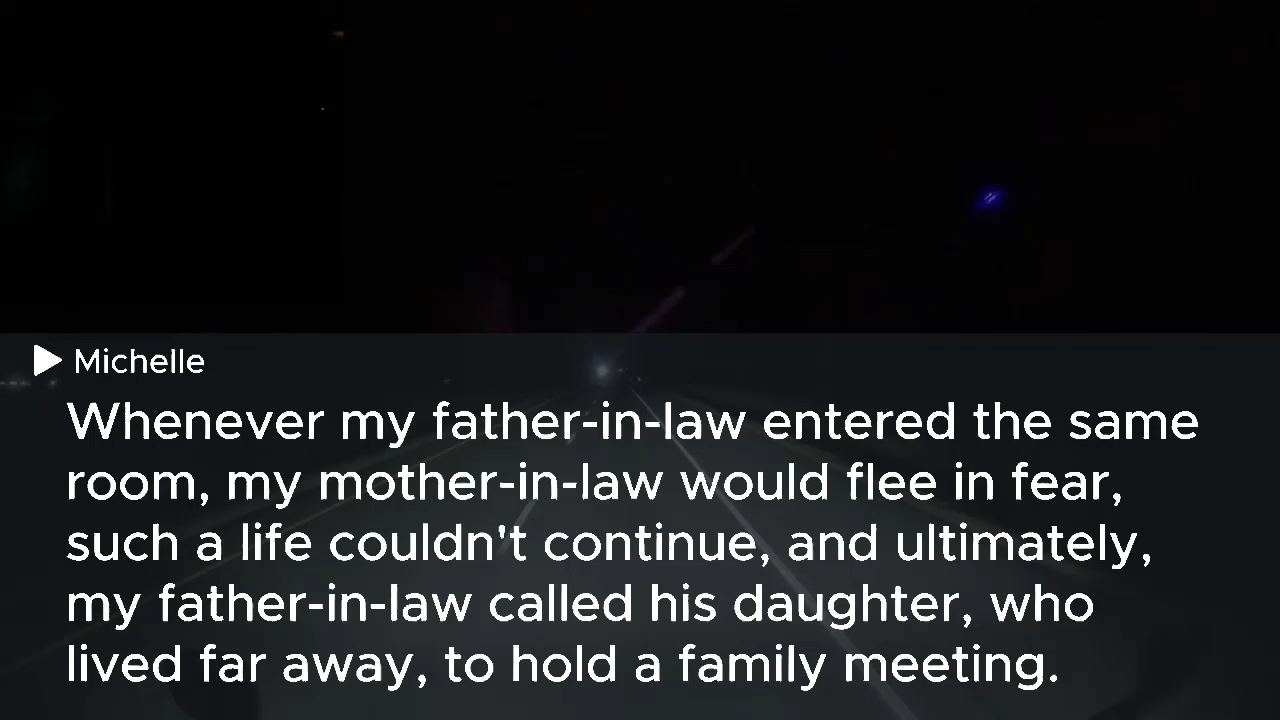 Michelle
Whenever my father-in-law entered the same
room, my mother-in-law would flee in fear,
such a life couldn't continue, and ultimately,
my father-in-law called his daughter, who
lived far away, to hold a family meeting.